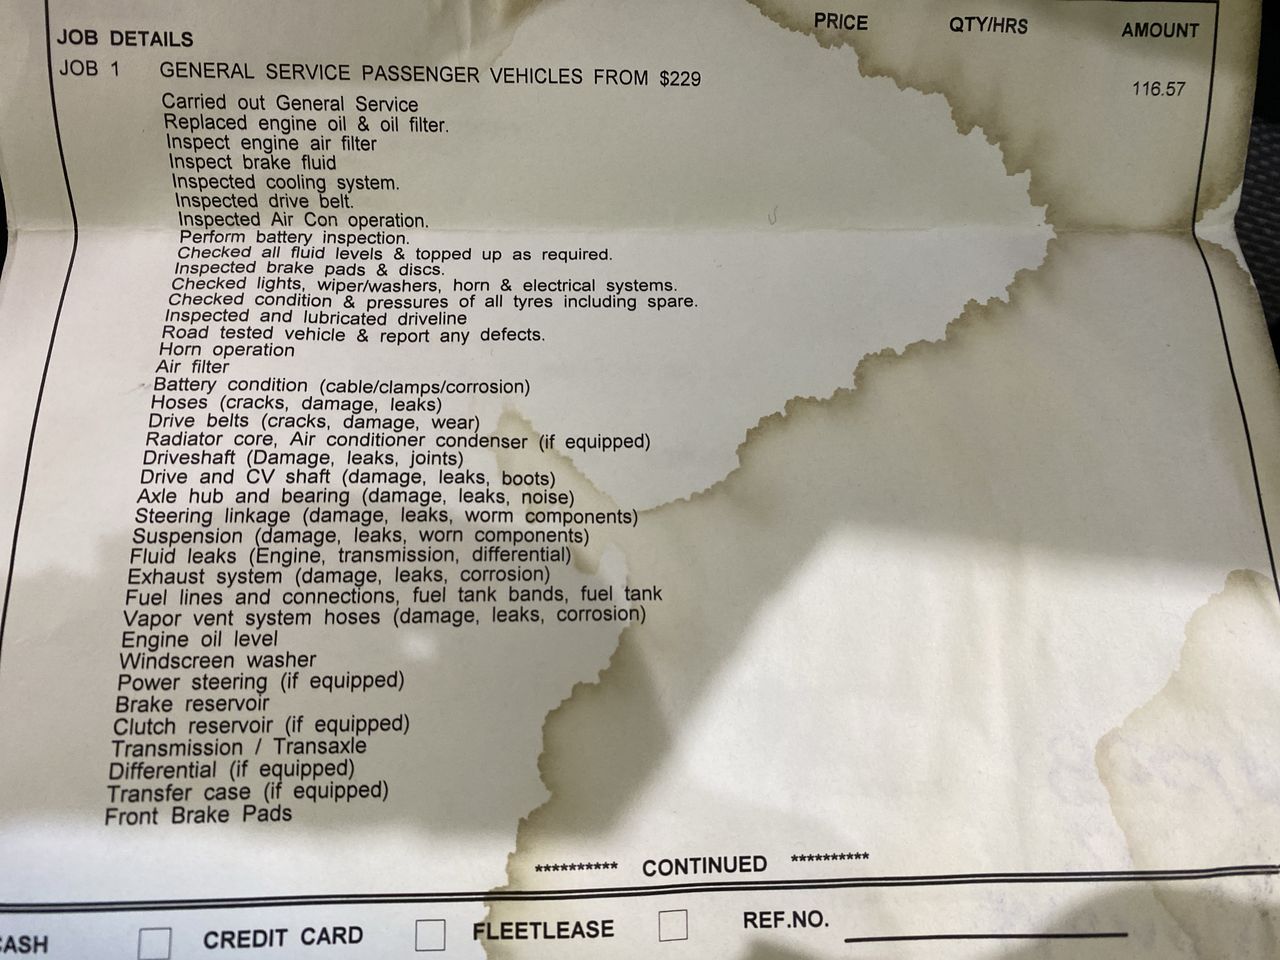 JOB DETAILS PRICE QTY/HRS AMOUNT
JOB 1 GENERAL SERVICE PASSENGER VEHICLES FROM $229 116.57
Carried out General Service
Replaced engine oil & oil filter.
Inspect engine air filter
Inspect brake fluid
Inspected cooling system.
Inspected drive belt.
Inspected Air Con operation.
Perform battery inspection.
Checked all fluid levels & topped up as required.
Inspected brake pads & discs.
Checked lights, wiper/washers, horn & electrical systems.
Checked condition & pressures of all tyres including spare.
Inspected and lubricated driveline
Road tested vehicle & report any defects.
Horn operation
Air filter
Battery condition (cable/clamps/corrosion)
Hoses (cracks, damage, leaks)
Drive belts (cracks, damage, wear)
Radiator core, Air conditioner condenser (if equipped)
Driveshaft (Damage, leaks, joints)
Drive and CV shaft (damage, leaks, boots)
Axle hub and bearing (damage, leaks, noise)
Steering linkage (damage, leaks, worm components)
Suspension (damage, leaks, worn components)
Fluid leaks (Engine, transmission, differential)
Exhaust system (damage, leaks, corrosion)
Fuel lines and connections, fuel tank bands, fuel tank
Vapor vent system hoses (damage, leaks, corrosion)
Engine oil level
Windscreen washer
Power steering (if equipped)
Brake reservoir
Clutch reservoir (if equipped)
Transmission / Transaxle
Differential (if equipped)
Transfer case (if equipped)
Front Brake Pads
********** CONTINUED **********
CASH CREDIT CARD FLEETLEASE REF.NO.